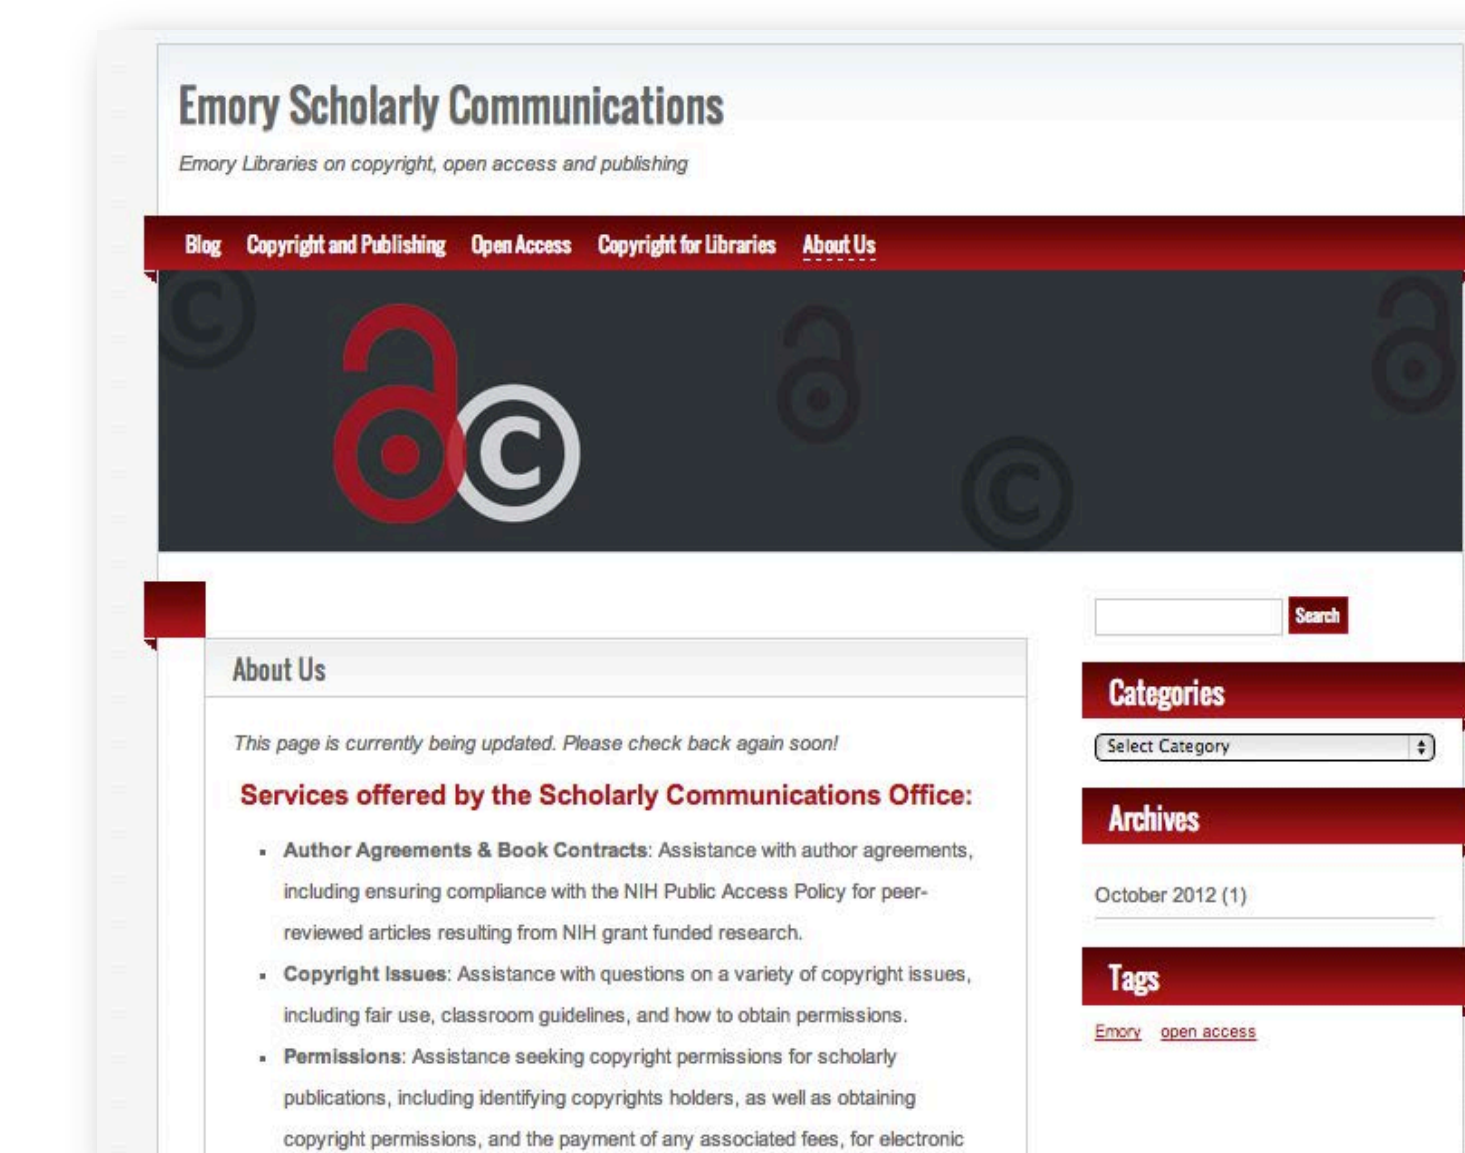 Emory Scholarly Communications
Emory Libraries on copyright, open access and publishing
Blog Copyright and Publishing Open Access Copyright for Libraries About Us
©
©
©
Search
About Us
This page is currently being updated. Please check back again soon!
Services offered by the Scholarly Communications Office:
▪ Author Agreements & Book Contracts: Assistance with author agreements,
including ensuring compliance with the NIH Public Access Policy for peer-
reviewed articles resulting from NIH grant funded research.
▪ Copyright Issues: Assistance with questions on a variety of copyright issues,
including fair use, classroom guidelines, and how to obtain permissions.
▪ Permissions: Assistance seeking copyright permissions for scholarly
publications, including identifying copyrights holders, as well as obtaining
copyright permissions, and the payment of any associated fees, for electronic
Categories
Select Category
Archives
October 2012 (1)
Tags
Emory open access